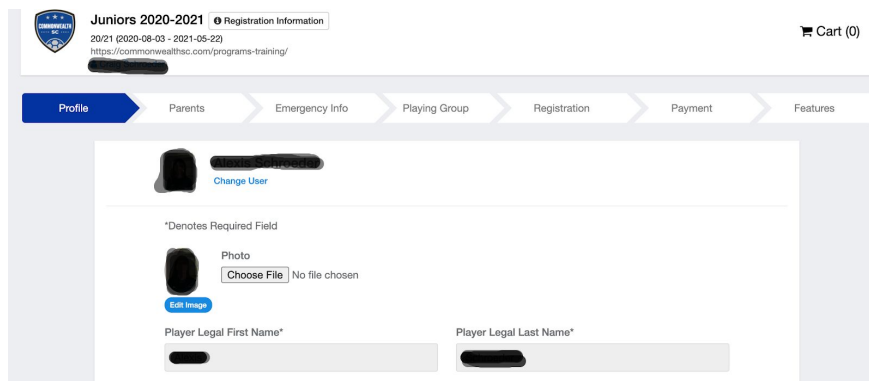 COMMONWEALTH
SC
Juniors 2020-2021 Registration Information
20/21 (2020-08-03 - 2021-05-22)
https://commonwealthsc.com/programs-training/
Cart (0)
Profile Parents Emergency Info Playing Group Registration Payment Features
Change User
*Denotes Required Field
Photo
Choose File No file chosen
Edit Image
Player Legal First Name* Player Legal Last Name*